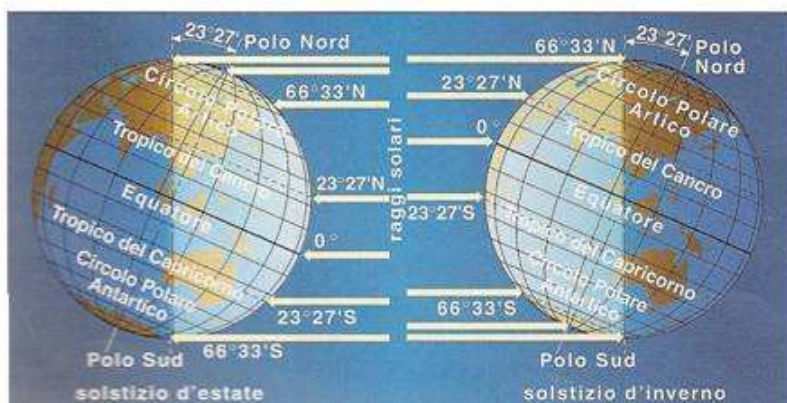 23°27'
Polo Nord
66°33'N
Circolo Polare
Artico
Tropico del Cancro
23°27'N
Equatore
0°
Tropico del Capricorno
Circolo Polare
Antartico
23°27'S
66°33'S
Polo Sud
solstizio d'estate
raggi solari
66°33'N
23°27'
Polo
Nord
23°27'N
Circolo Polare
Artico
0°
Tropico del Cancro
Equatore
23°27'S
Tropico del Capricorno
Circolo Polare
Antartico
66°33'S
Polo Sud
solstizio d'inverno